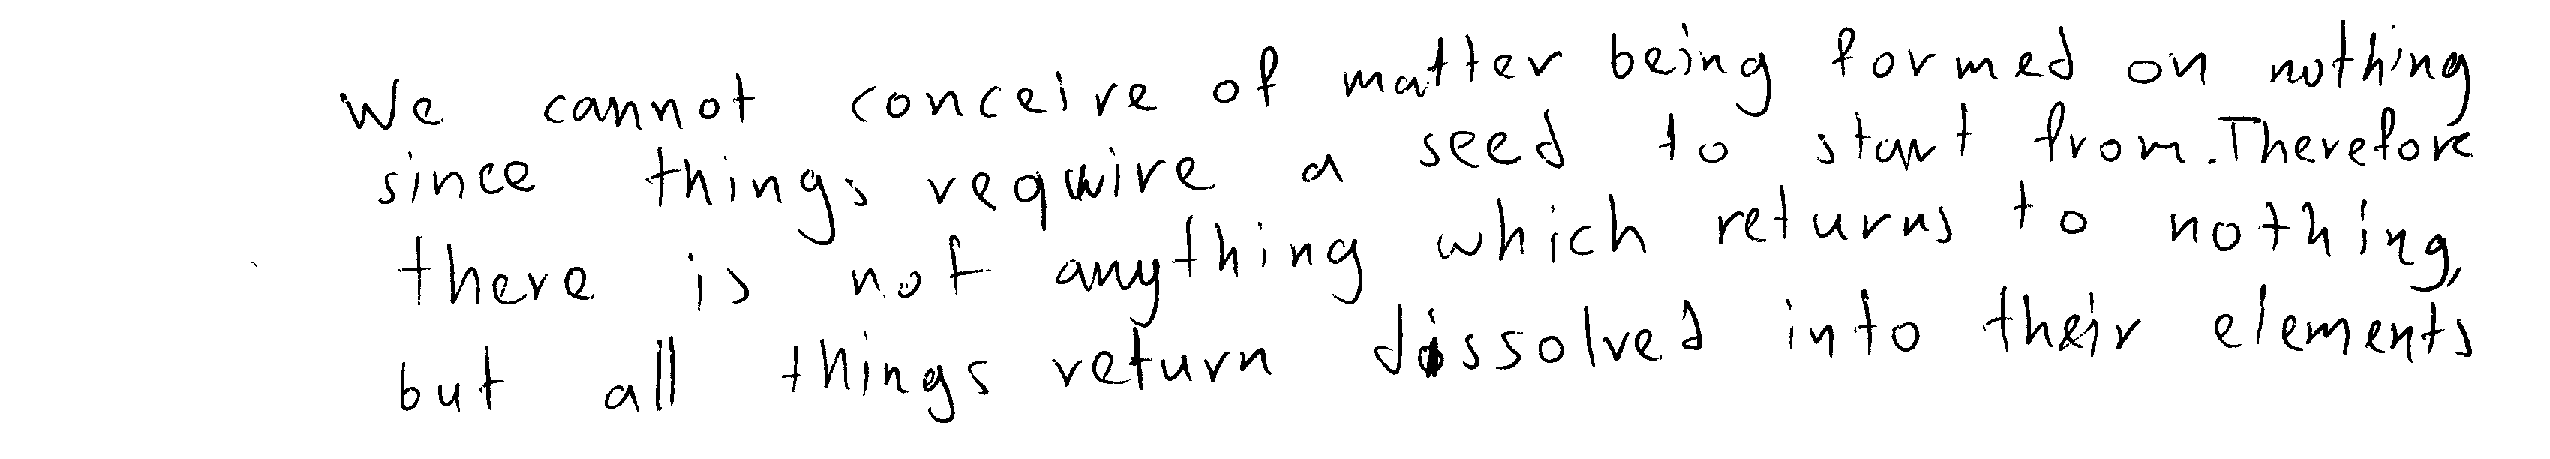 We cannot conceive of matter being formed on nothing
since things require a seed to start from. Therefore
there is not anything which returns to nothing,
but all things return dissolved into their elements